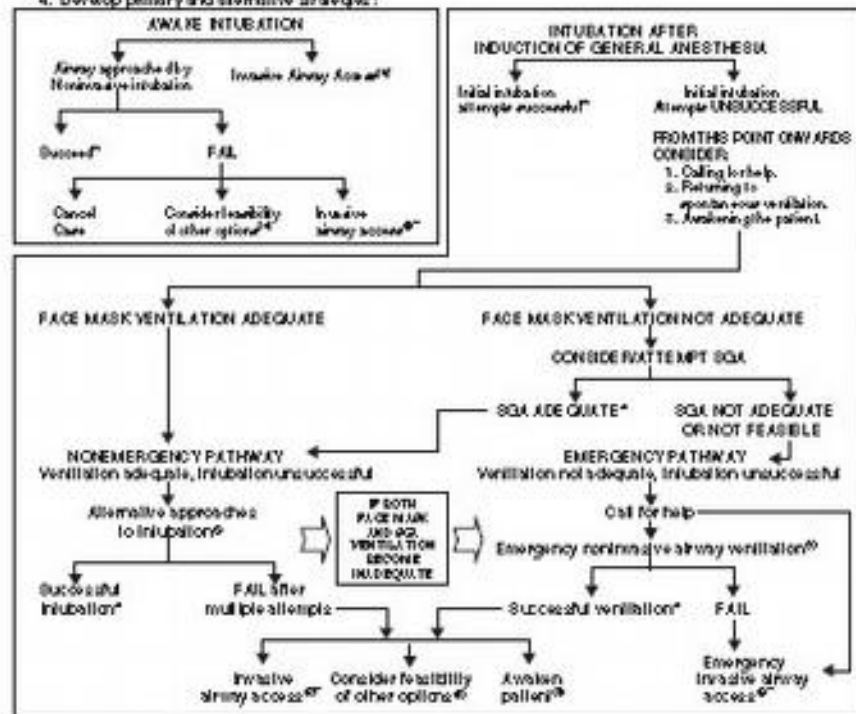 4. Develop primary and alternative strategies:
AWAKE INTUBATION
Airway approached by
Noninvasive intubation
Invasive Airway Access
Succeed
FAIL
Cancel
Case
Consider feasibility
of other options
Invasive
airway access
INTUBATION AFTER
INDUCTION OF GENERAL ANESTHESIA
Initial intubation
attempts successful
Initial intubation
Attempts UNSUCCESSFUL
FROM THIS POINT ONWARDS
CONSIDER:
1. Calling for help.
2. Returning to
spontaneous ventilation.
3. Awakening the patient.
FACE MASK VENTILATION ADEQUATE
FACE MASK VENTILATION NOT ADEQUATE
CONSIDER/ATTEMPT SGA
SGA ADEQUATE
SGA NOT ADEQUATE
OR NOT FEASIBLE
NONEMERGENCY PATHWAY
Ventilation adequate, intubation unsuccessful
EMERGENCY PATHWAY
Ventilation not adequate, intubation unsuccessful
Alternative approaches
to intubation
IF BOTH
FACE MASK
AND SGA
VENTILATION
BECOME
INADEQUATE
Call for help
Emergency noninvasive airway ventilation
Successful
intubation*
FAIL after
multiple attempts
Successful ventilation*
FAIL
Invasive
airway access
Consider feasibility
of other options
Awaken
patient
Emergency
invasive airway
access